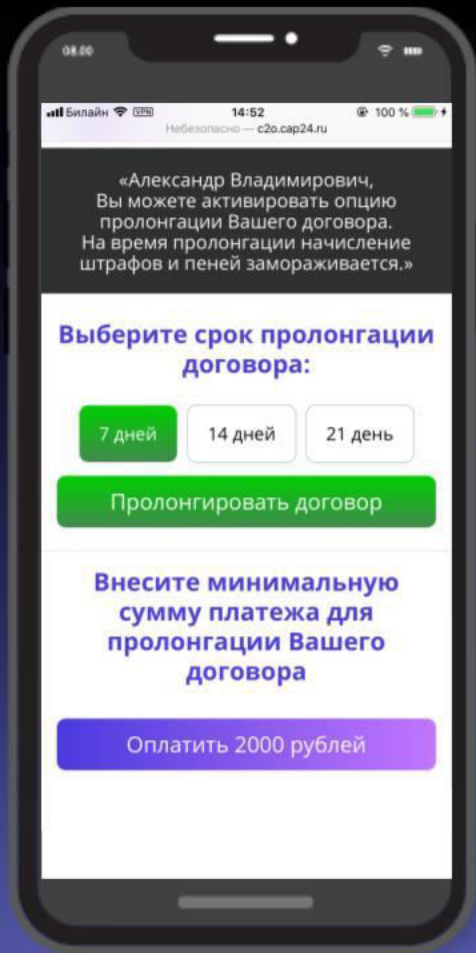 08.00
Билайн VPN 14:52 100 %
Небезопасно — c2o.cap24.ru
«Александр Владимирович,
Вы можете активировать опцию
пролонгации Вашего договора.
На время пролонгации начисление
штрафов и пеней замораживается.»
Выберите срок пролонгации
договора:
7 дней 14 дней 21 день
Пролонгировать договор
Внесите минимальную
сумму платежа для
пролонгации Вашего
договора
Оплатить 2000 рублей